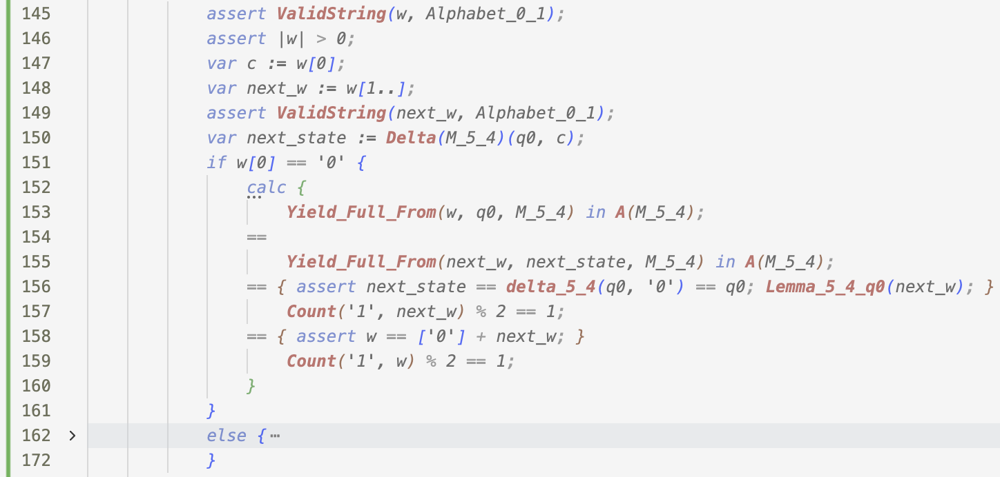 145 assert ValidString(w, Alphabet_0_1);
146 assert |w| > 0;
147 var c := w[0];
148 var next_w := w[1..];
149 assert ValidString(next_w, Alphabet_0_1);
150 var next_state := Delta(M_5_4)(q0, c);
151 if w[0] == '0' {
152 calc {
153 Yield_Full_From(w, q0, M_5_4) in A(M_5_4);
154 ==
155 Yield_Full_From(next_w, next_state, M_5_4) in A(M_5_4);
156 == { assert next_state == delta_5_4(q0, '0') == q0; Lemma_5_4_q0(next_w); }
157 Count('1', next_w) % 2 == 1;
158 == { assert w == ['0'] + next_w; }
159 Count('1', w) % 2 == 1;
160 }
161 }
162 > else {⋯
172 }